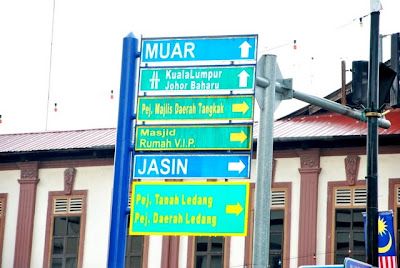 MUAR
KualaLumpur
Johor Baharu
Pej. Majlis Daerah Tangkak
Masjid
Rumah V.I.P.
JASIN
Pej. Tanah Ledang
Pej. Daerah Ledang